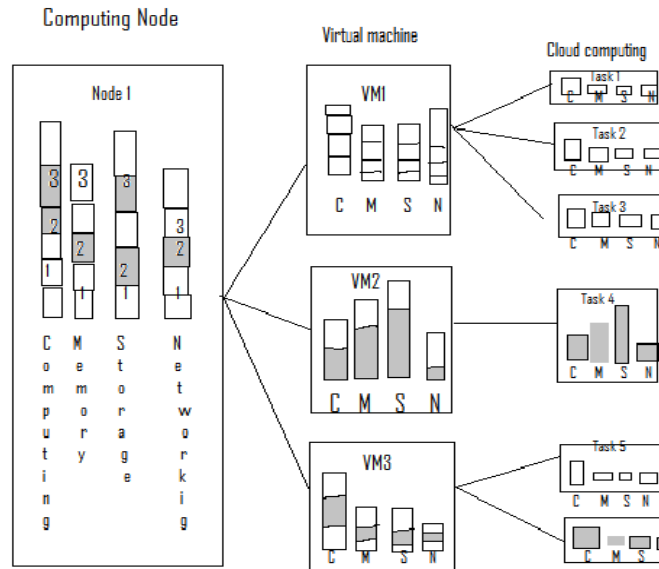 Computing Node
Virtual machine
Cloud computing
Node 1
3
3
3
2
2
2
3
2
1
1
1
1
Computing
Memory
Storage
Networkig
VM1
C M S N
VM2
C M S N
VM3
C M S N
Task 1
C M S N
Task 2
C M S N
Task 3
C M S N
Task 4
C M S N
Task 5
C M S N
C M S